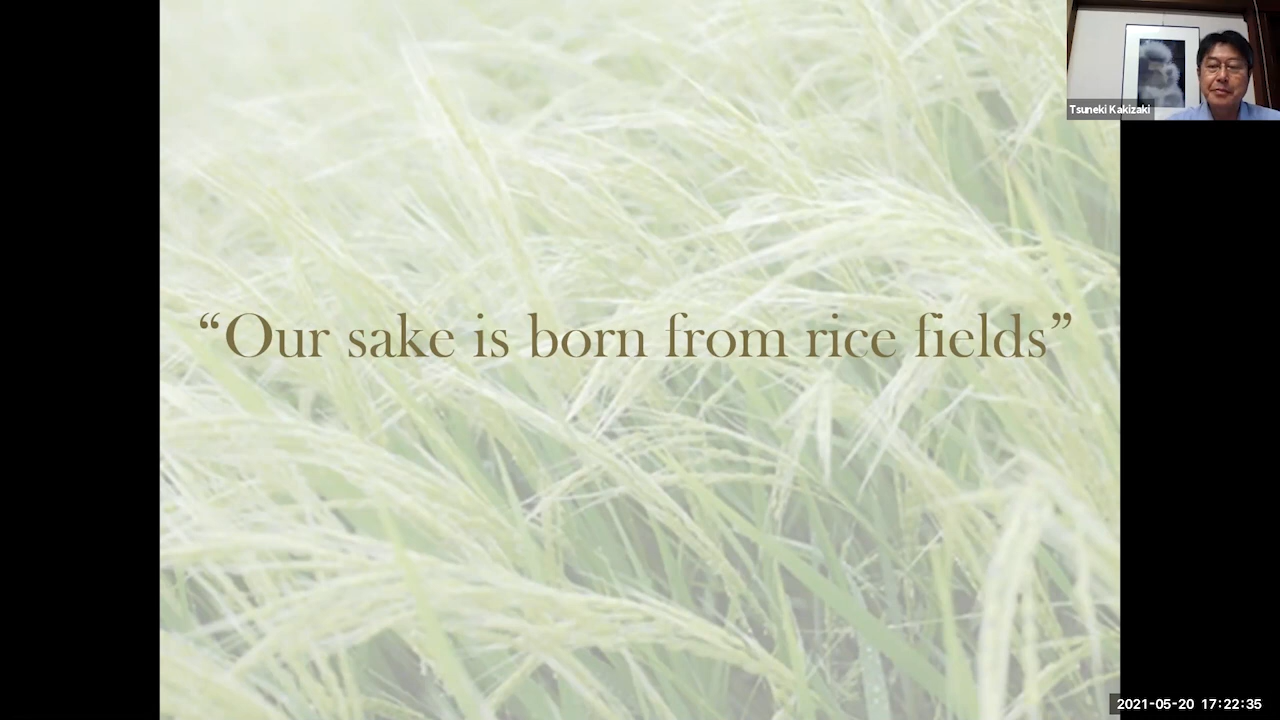 Tsuneki Kakizaki
“Our sake is born from rice fields”
2021-05-20 17:22:35